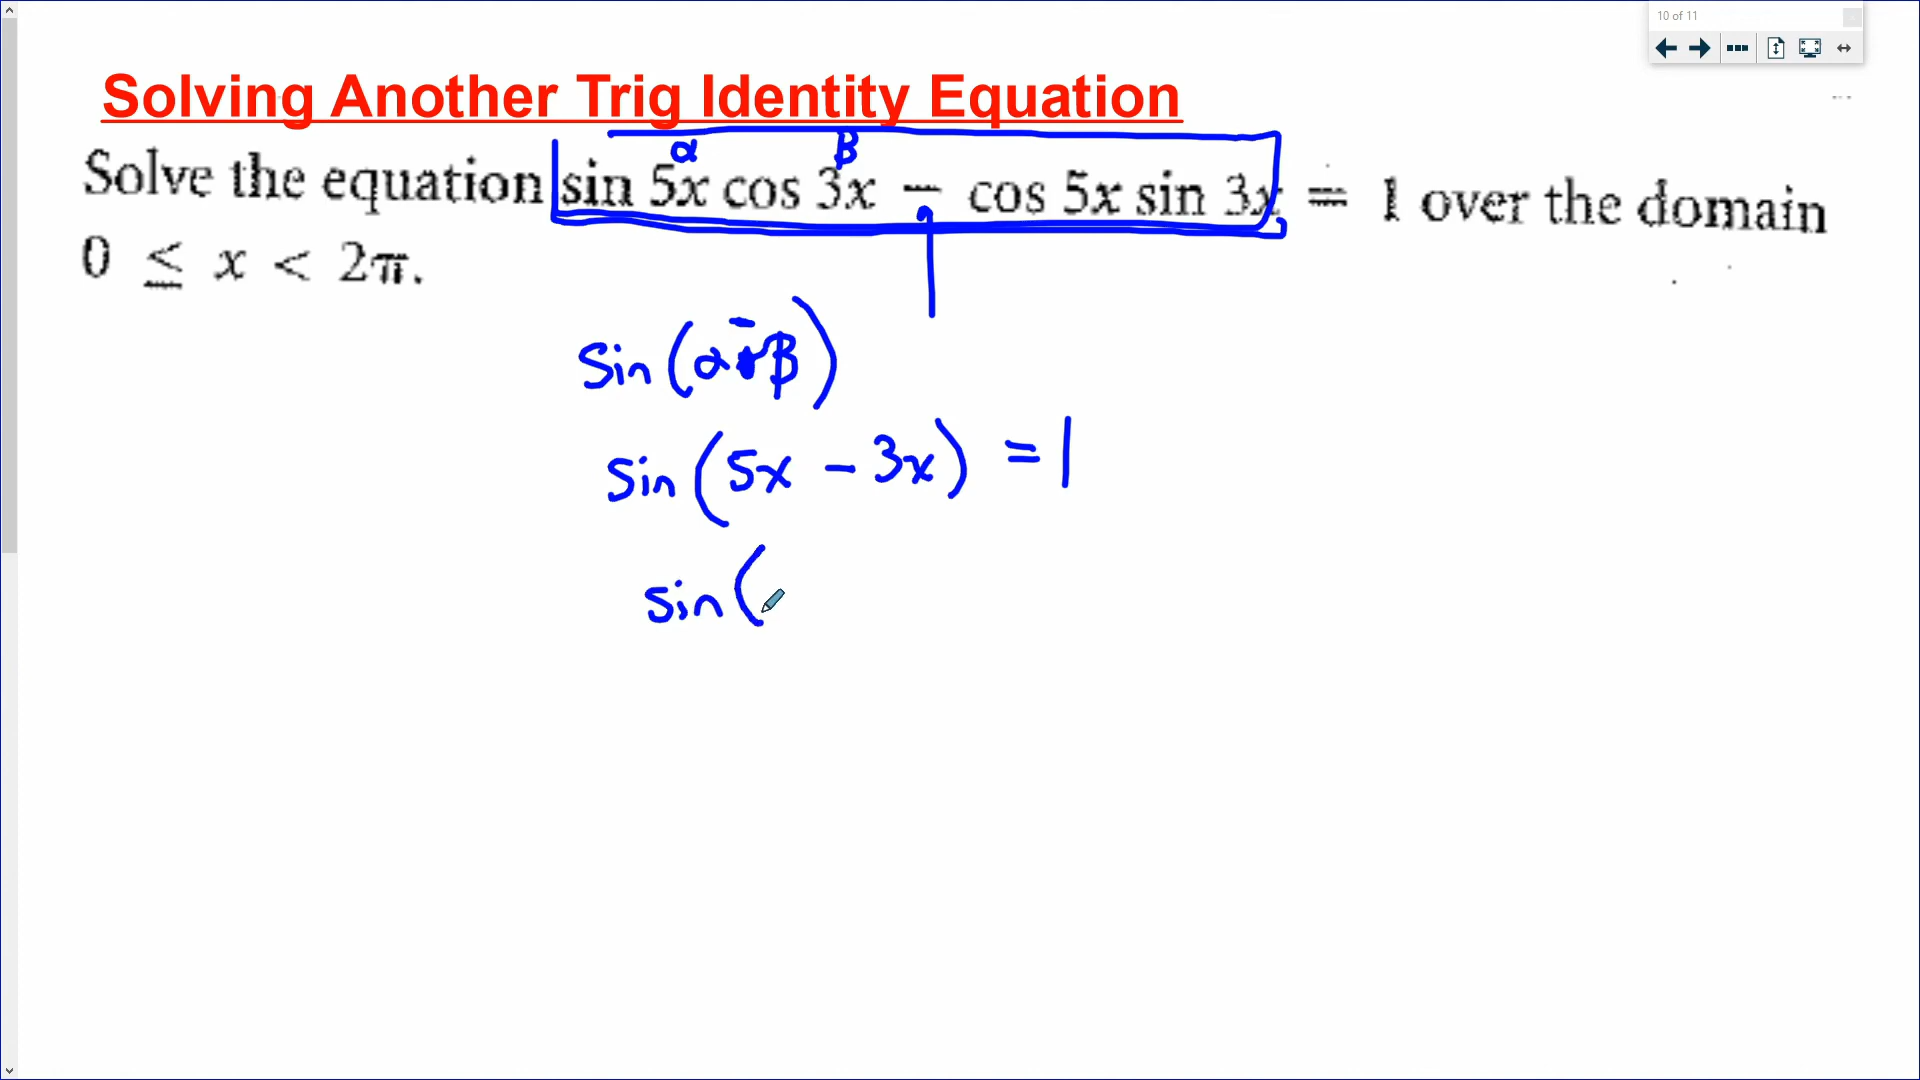 10 of 11
Solving Another Trig Identity Equation
α β
Solve the equation sin 5x cos 3x − cos 5x sin 3x = 1 over the domain
0 ≤ x < 2π.
sin(α - β)
sin(5x - 3x) = 1
sin(